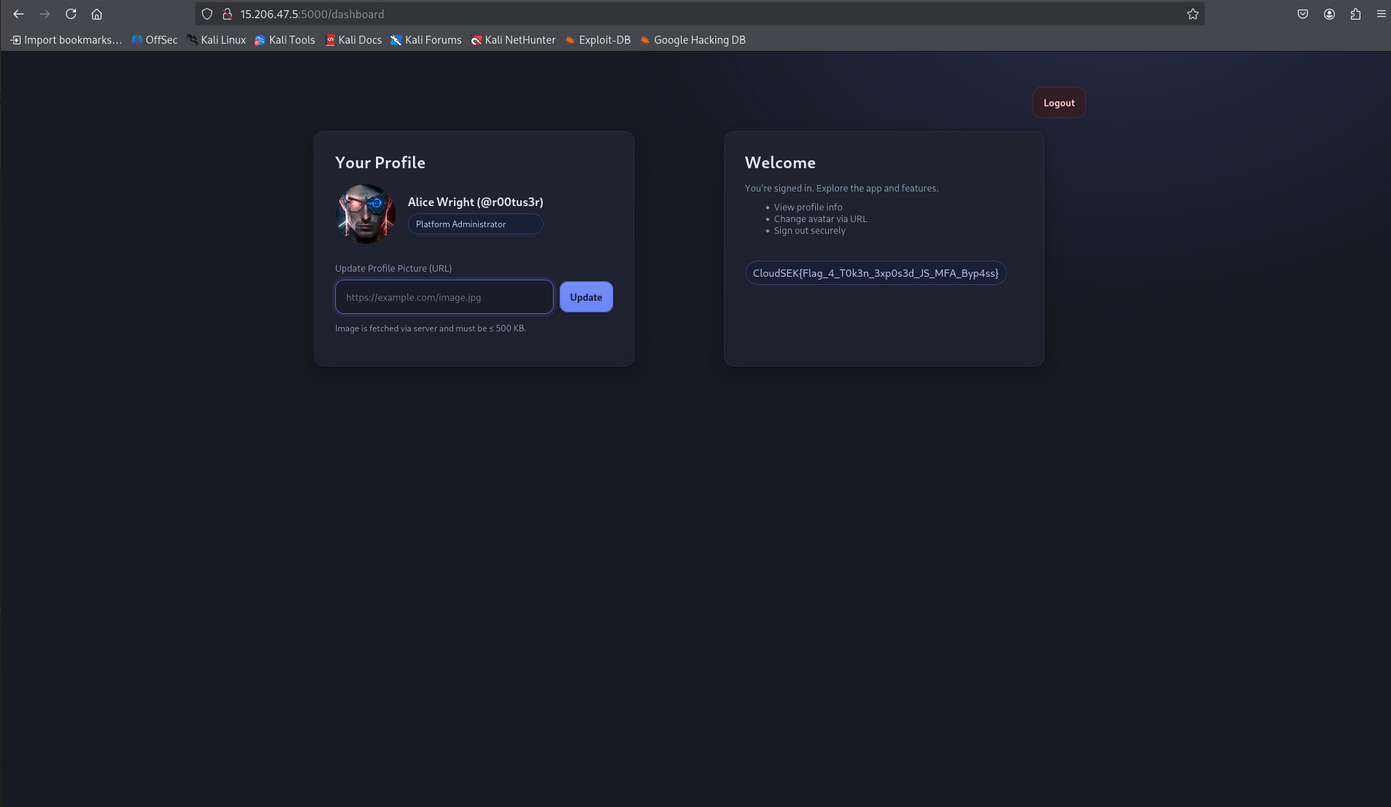 15.206.47.5:5000/dashboard
Import bookmarks... OffSec Kali Linux Kali Tools Kali Docs Kali Forums Kali NetHunter Exploit-DB Google Hacking DB
Logout
Your Profile
Alice Wright (@r00tus3r)
Platform Administrator
Update Profile Picture (URL)
https://example.com/image.jpg
Update
Image is fetched via server and must be ≤ 500 KB.
Welcome
You’re signed in. Explore the app and features.
• View profile info
• Change avatar via URL
• Sign out securely
CloudSEK{Flag_4_T0k3n_3xp0s3d_JS_MFA_Byp4ss}